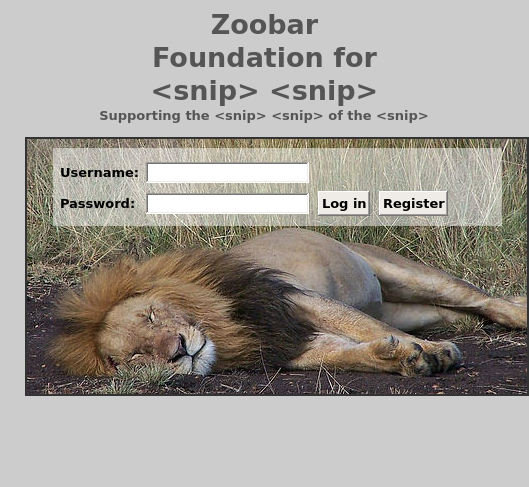 Zoobar
Foundation for
<snip> <snip>
Supporting the <snip> <snip> of the <snip>
Username:
Password: Log in Register